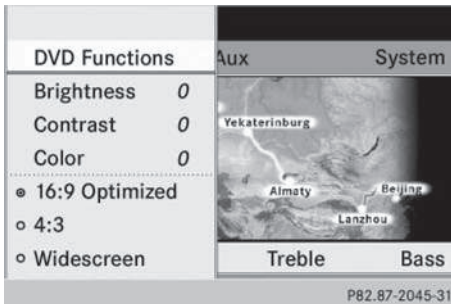 DVD Functions
Aux System
Brightness 0
Contrast 0
Color 0
16:9 Optimized
4:3
Widescreen
Yekaterinburg
Almaty
Beijing
Lanzhou
Treble Bass
P82.87-2045-31